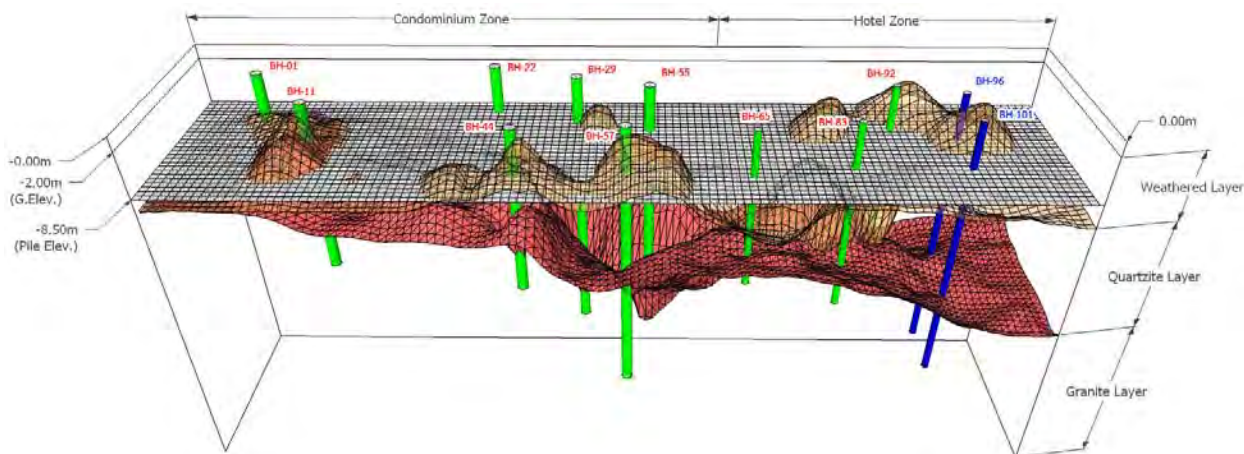 Condominium Zone
Hotel Zone
BH-01
BH-11
BH-22
BH-29
BH-55
BH-92
BH-96
BH-44
BH-57
BH-65
BH-83
BH-101
0.00m
-0.00m
-2.00m
(G.Elev.)
-8.50m
(Pile Elev.)
Weathered Layer
Quartzite Layer
Granite Layer